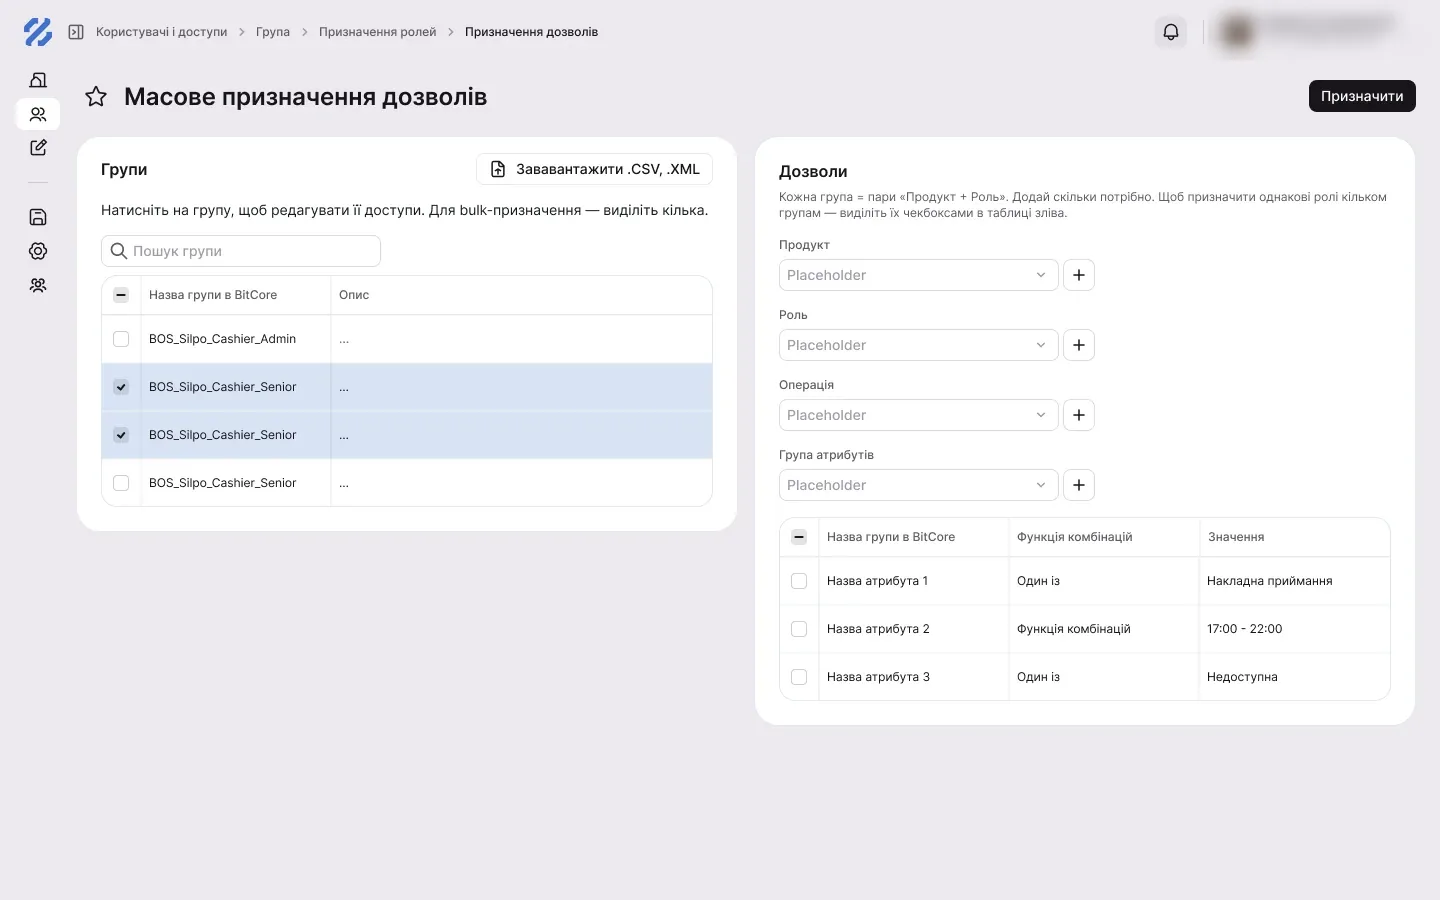 Користувачі і доступи
Група
Призначення ролей
Призначення дозволів
Масове призначення дозволів
Призначити
Групи
Зававантажити .CSV, .XML
Натисніть на групу, щоб редагувати її доступи. Для bulk-призначення — виділіть кілька.
Пошук групи
Назва групи в BitCore
Опис
BOS_Silpo_Cashier_Admin
...
BOS_Silpo_Cashier_Senior
...
BOS_Silpo_Cashier_Senior
...
BOS_Silpo_Cashier_Senior
...
Дозволи
Кожна група = пари «Продукт + Роль». Додай скільки потрібно. Щоб призначити однакові ролі кільком
групам — виділіть їх чекбоксами в таблиці зліва.
Продукт
Placeholder
Роль
Placeholder
Операція
Placeholder
Група атрибутів
Placeholder
Назва групи в BitCore
Функція комбінацій
Значення
Назва атрибута 1
Один із
Накладна приймання
Назва атрибута 2
Функція комбінацій
17:00 - 22:00
Назва атрибута 3
Один із
Недоступна